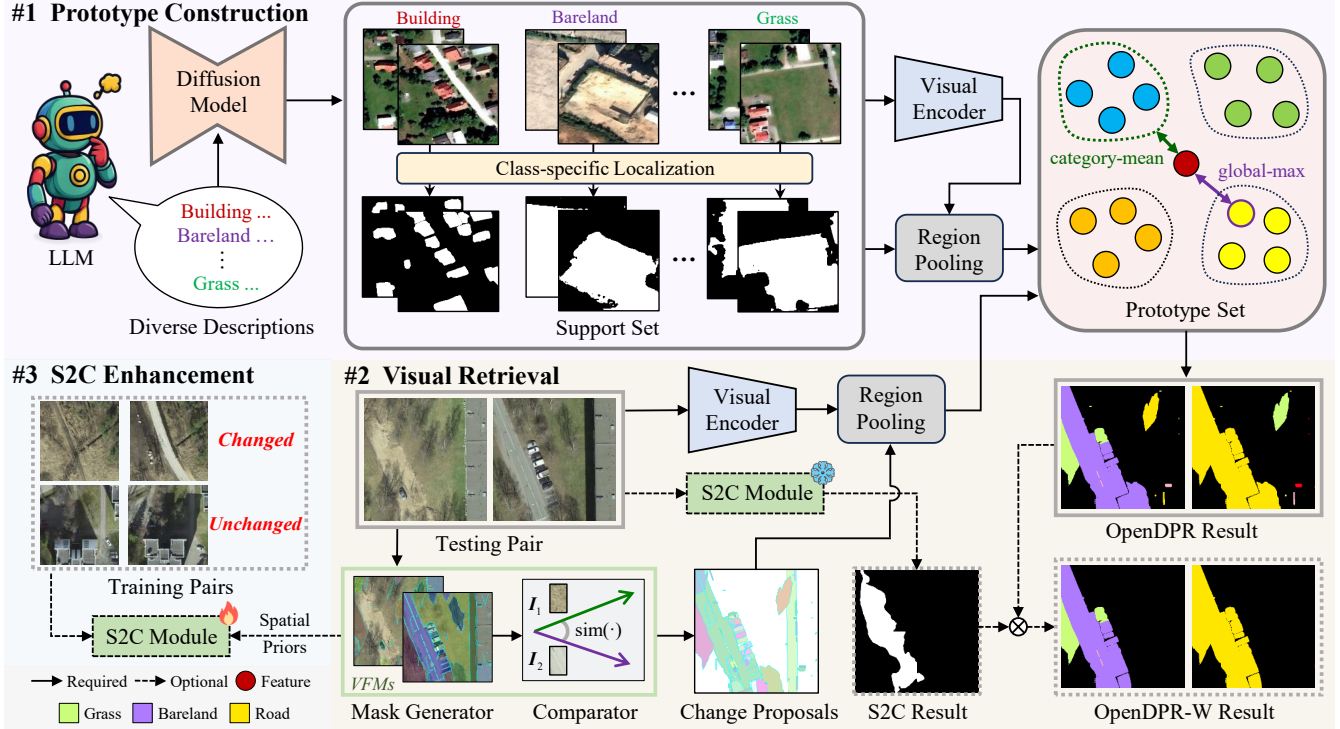 #1 Prototype Construction
Diffusion
Model
LLM
Building ...
Bareland ...
⋮
Grass ...
Diverse Descriptions
Building
Bareland
Grass
...
Class-specific Localization
...
Support Set
Visual
Encoder
Region
Pooling
category-mean
global-max
Prototype Set
#3 S2C Enhancement
Changed
Unchanged
Training Pairs
S2C Module
Spatial
Priors
Required
Optional
Feature
Grass
Bareland
Road
#2 Visual Retrieval
Testing Pair
Visual
Encoder
Region
Pooling
S2C Module
VFMs
Mask Generator
I1
I2
sim(·)
Comparator
Change Proposals
S2C Result
OpenDPR Result
OpenDPR-W Result